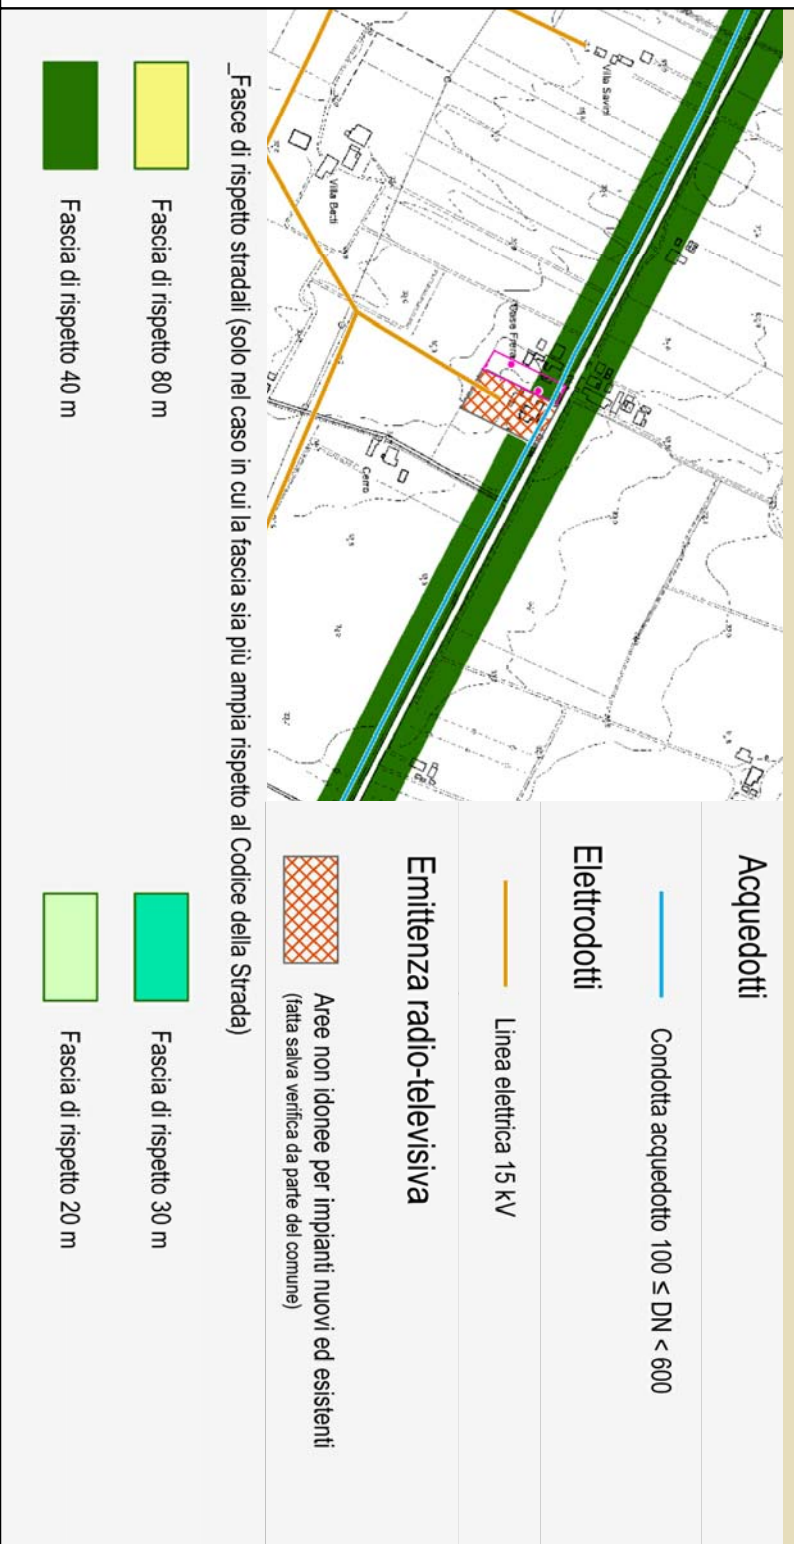 Villa Savini
Villa Betti
Cerro
Acquedotti
Condotta acquedotto 100 ≤ DN < 600
Elettrodotti
Linea elettrica 15 kV
Emittenza radio-televisiva
Aree non idonee per impianti nuovi ed esistenti
(fatta salva verifica da parte del comune)
_Fasce di rispetto stradali (solo nel caso in cui la fascia sia più ampia rispetto al Codice della Strada)
Fascia di rispetto 80 m
Fascia di rispetto 30 m
Fascia di rispetto 40 m
Fascia di rispetto 20 m